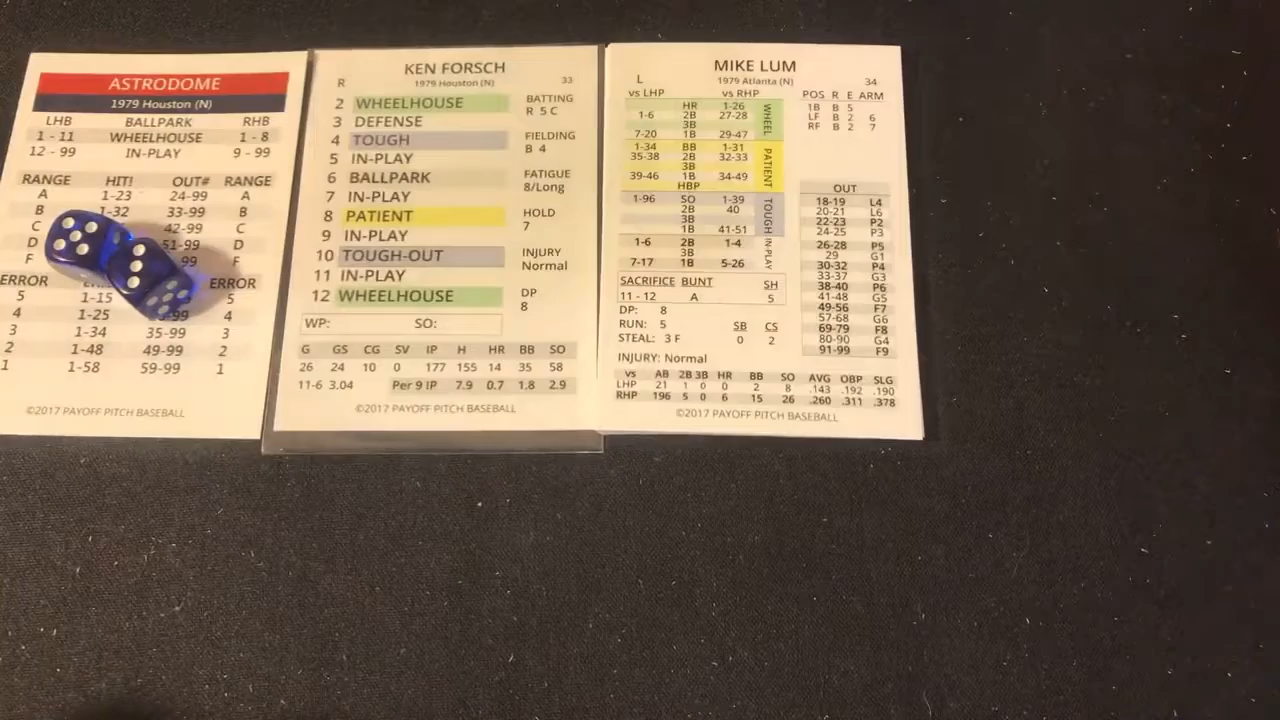 ASTRODOME
1979 Houston (N)
LHB BALLPARK RHB
1 - 11 WHEELHOUSE 1 - 8
12 - 99 IN-PLAY 9 - 99
RANGE HIT! OUT# RANGE
A 1-23 24-99 A
B 1-32 33-99 B
C 42-99 C
D 51-99 D
F 99 F
ERROR ERROR
5 1-15 5
4 1-25 4
3 1-34 35-99 3
2 1-48 49-99 2
1 1-58 59-99 1
©2017 PAYOFF PITCH BASEBALL
KEN FORSCH
R 1979 Houston (N) 33
2 WHEELHOUSE
3 DEFENSE
4 TOUGH
5 IN-PLAY
6 BALLPARK
7 IN-PLAY
8 PATIENT
9 IN-PLAY
10 TOUGH-OUT
11 IN-PLAY
12 WHEELHOUSE
BATTING
R 5 C
FIELDING
B 4
FATIGUE
8/Long
HOLD
7
INJURY
Normal
DP
8
WP: SO:
G GS CG SV IP H HR BB SO
26 24 10 0 177 155 14 35 58
11-6 3.04 Per 9 IP 7.9 0.7 1.8 2.9
©2017 PAYOFF PITCH BASEBALL
MIKE LUM
L 1979 Atlanta (N) 34
vs LHP vs RHP
HR 1-26
1-6 2B 27-28
3B
7-20 1B 29-47
WHEEL
1-34 BB 1-31
35-38 2B 32-33
3B
39-46 1B 34-49
HBP
PATIENT
1-96 SO 1-39
2B 40
3B
1B 41-51
TOUGH
1-6 2B 1-4
3B
7-17 1B 5-26
IN-PLAY
SACRIFICE BUNT SH
11 - 12 A 5
DP: 8
RUN: 5 SB CS
STEAL: 3 F 0 2
INJURY: Normal
POS R E ARM
1B B 5
LF B 2 6
RF B 2 7
OUT
18-19 L4
20-21 L6
22-23 P2
24-25 P3
26-28 P5
29 G1
30-32 P4
33-37 G3
38-40 P6
41-48 G5
49-56 F7
57-68 G6
69-79 F8
80-90 G4
91-99 F9
vs AB 2B 3B HR BB SO AVG OBP SLG
LHP 21 1 0 0 2 8 .143 .192 .190
RHP 196 5 0 6 15 26 .260 .311 .378
©2017 PAYOFF PITCH BASEBALL